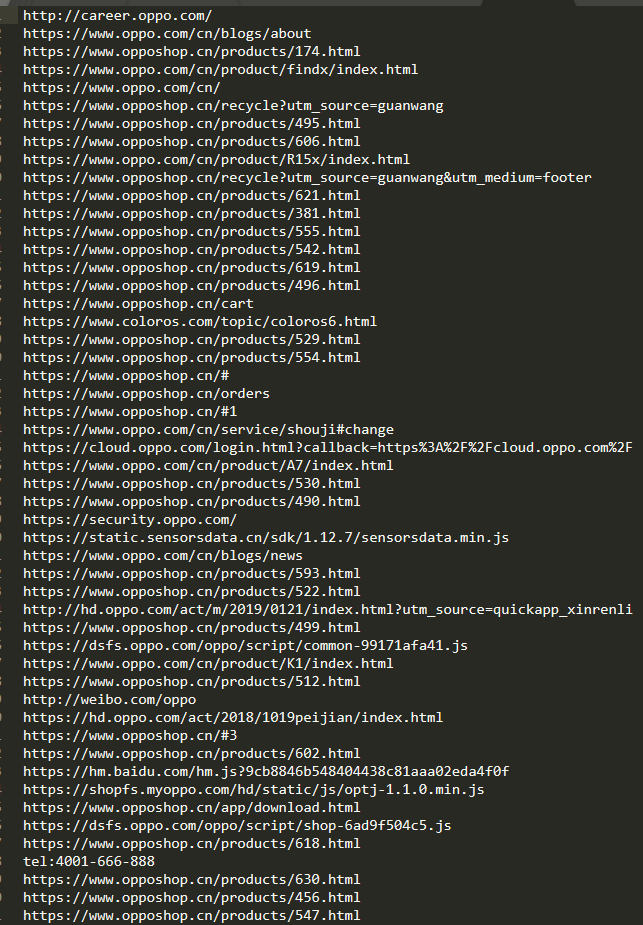 http://career.oppo.com/
https://www.oppo.com/cn/blogs/about
https://www.opposhop.cn/products/174.html
https://www.oppo.com/cn/product/findx/index.html
https://www.oppo.com/cn/
https://www.opposhop.cn/recycle?utm_source=guanwang
https://www.opposhop.cn/products/495.html
https://www.opposhop.cn/products/606.html
https://www.oppo.com/cn/product/R15x/index.html
https://www.opposhop.cn/recycle?utm_source=guanwang&utm_medium=footer
https://www.opposhop.cn/products/621.html
https://www.opposhop.cn/products/381.html
https://www.opposhop.cn/products/555.html
https://www.opposhop.cn/products/542.html
https://www.opposhop.cn/products/619.html
https://www.opposhop.cn/products/496.html
https://www.opposhop.cn/cart
https://www.coloros.com/topic/coloros6.html
https://www.opposhop.cn/products/529.html
https://www.opposhop.cn/products/554.html
https://www.opposhop.cn/#
https://www.opposhop.cn/orders
https://www.opposhop.cn/#1
https://www.oppo.com/cn/service/shouji#change
https://cloud.oppo.com/login.html?callback=https%3A%2F%2Fcloud.oppo.com%2F
https://www.oppo.com/cn/product/A7/index.html
https://www.opposhop.cn/products/530.html
https://www.opposhop.cn/products/490.html
https://security.oppo.com/
https://static.sensorsdata.cn/sdk/1.12.7/sensorsdata.min.js
https://www.oppo.com/cn/blogs/news
https://www.opposhop.cn/products/593.html
https://www.opposhop.cn/products/522.html
http://hd.oppo.com/act/m/2019/0121/index.html?utm_source=quickapp_xinrenli
https://www.opposhop.cn/products/499.html
https://dsfs.oppo.com/oppo/script/common-99171afa41.js
https://www.oppo.com/cn/product/K1/index.html
https://www.opposhop.cn/products/512.html
http://weibo.com/oppo
https://hd.oppo.com/act/2018/1019peijian/index.html
https://www.opposhop.cn/#3
https://www.opposhop.cn/products/602.html
https://hm.baidu.com/hm.js?9cb8846b548404438c81aaa02eda4f0f
https://shopfs.myoppo.com/hd/static/js/optj-1.1.0.min.js
https://www.opposhop.cn/app/download.html
https://dsfs.oppo.com/oppo/script/shop-6ad9f504c5.js
https://www.opposhop.cn/products/618.html
tel:4001-666-888
https://www.opposhop.cn/products/630.html
https://www.opposhop.cn/products/456.html
https://www.opposhop.cn/products/547.html